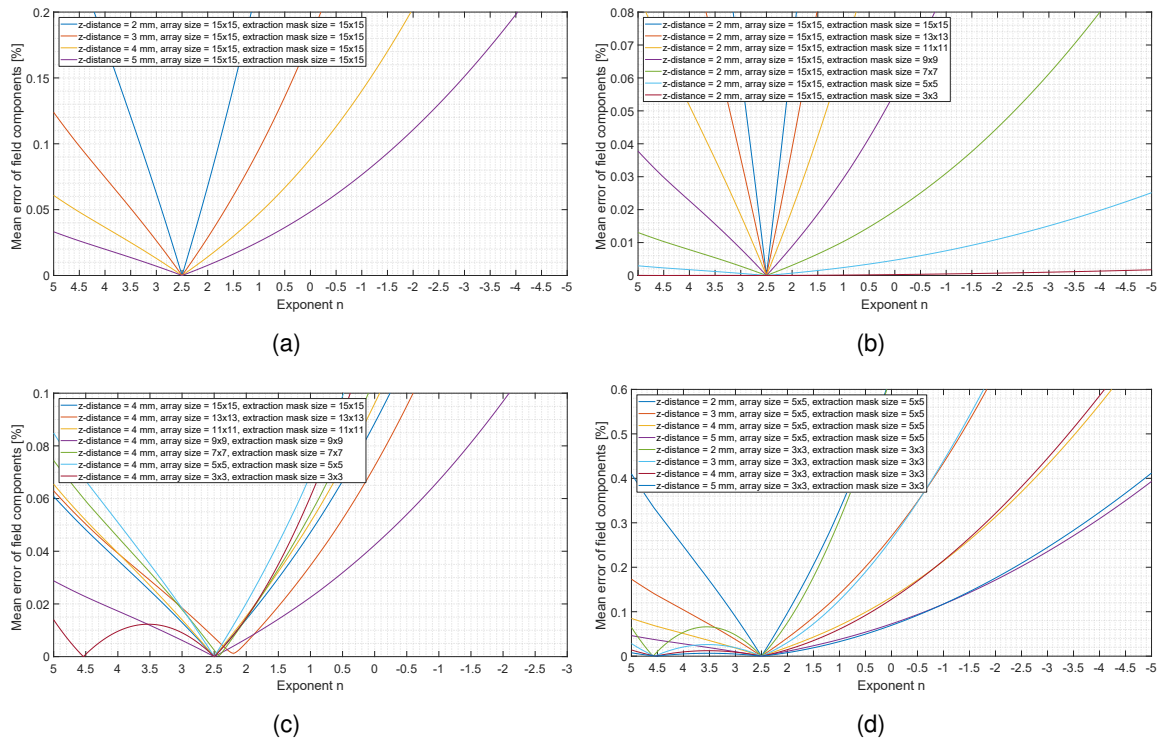 0.2
0.15
0.1
0.05
0
Mean error of field components [%]
z-distance = 2 mm, array size = 15x15, extraction mask size = 15x15
z-distance = 3 mm, array size = 15x15, extraction mask size = 15x15
z-distance = 4 mm, array size = 15x15, extraction mask size = 15x15
z-distance = 5 mm, array size = 15x15, extraction mask size = 15x15
5 4.5 4 3.5 3 2.5 2 1.5 1 0.5 0 -0.5 -1 -1.5 -2 -2.5 -3 -3.5 -4 -4.5 -5
Exponent n
(a)
0.08
0.07
0.06
0.05
0.04
0.03
0.02
0.01
0
Mean error of field components [%]
z-distance = 2 mm, array size = 15x15, extraction mask size = 15x15
z-distance = 2 mm, array size = 15x15, extraction mask size = 13x13
z-distance = 2 mm, array size = 15x15, extraction mask size = 11x11
z-distance = 2 mm, array size = 15x15, extraction mask size = 9x9
z-distance = 2 mm, array size = 15x15, extraction mask size = 7x7
z-distance = 2 mm, array size = 15x15, extraction mask size = 5x5
z-distance = 2 mm, array size = 15x15, extraction mask size = 3x3
5 4.5 4 3.5 3 2.5 2 1.5 1 0.5 0 -0.5 -1 -1.5 -2 -2.5 -3 -3.5 -4 -4.5 -5
Exponent n
(b)
0.1
0.08
0.06
0.04
0.02
0
Mean error of field components [%]
z-distance = 4 mm, array size = 15x15, extraction mask size = 15x15
z-distance = 4 mm, array size = 13x13, extraction mask size = 13x13
z-distance = 4 mm, array size = 11x11, extraction mask size = 11x11
z-distance = 4 mm, array size = 9x9, extraction mask size = 9x9
z-distance = 4 mm, array size = 7x7, extraction mask size = 7x7
z-distance = 4 mm, array size = 5x5, extraction mask size = 5x5
z-distance = 4 mm, array size = 3x3, extraction mask size = 3x3
5 4.5 4 3.5 3 2.5 2 1.5 1 0.5 0 -0.5 -1 -1.5 -2 -2.5 -3
Exponent n
(c)
0.6
0.5
0.4
0.3
0.2
0.1
0
Mean error of field components [%]
z-distance = 2 mm, array size = 5x5, extraction mask size = 5x5
z-distance = 3 mm, array size = 5x5, extraction mask size = 5x5
z-distance = 4 mm, array size = 5x5, extraction mask size = 5x5
z-distance = 5 mm, array size = 5x5, extraction mask size = 5x5
z-distance = 2 mm, array size = 3x3, extraction mask size = 3x3
z-distance = 3 mm, array size = 3x3, extraction mask size = 3x3
z-distance = 4 mm, array size = 3x3, extraction mask size = 3x3
z-distance = 5 mm, array size = 3x3, extraction mask size = 3x3
5 4.5 4 3.5 3 2.5 2 1.5 1 0.5 0 -0.5 -1 -1.5 -2 -2.5 -3 -3.5 -4 -4.5 -5
Exponent n
(d)